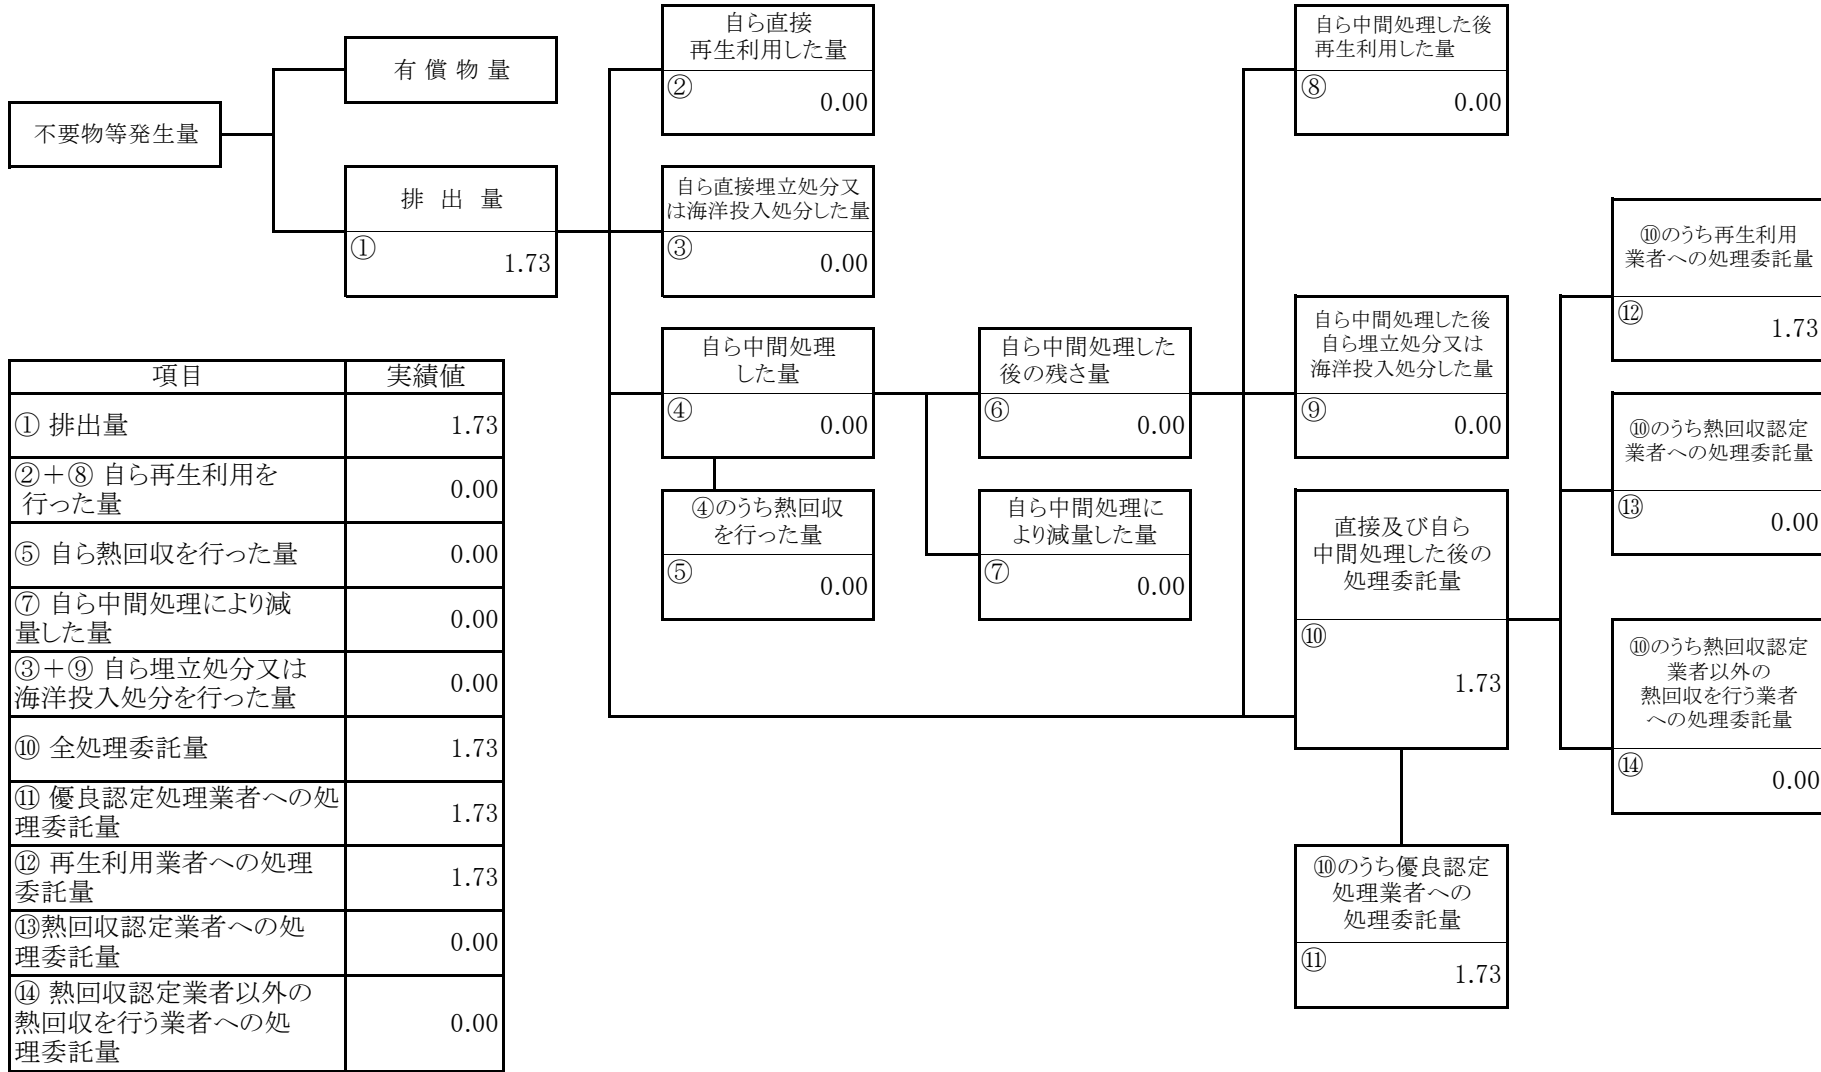 不要物等発生量
有 償 物 量
排 出 量
①
1.73
自ら直接
再生利用した量
②
0.00
自ら直接埋立処分又
は海洋投入処分した量
③
0.00
自ら中間処理
した量
④
0.00
④のうち熱回収
を行った量
⑤
0.00
自ら中間処理した
後の残さ量
⑥
0.00
自ら中間処理に
より減量した量
⑦
0.00
自ら中間処理した後
再生利用した量
⑧
0.00
自ら中間処理した後
自ら埋立処分又は
海洋投入処分した量
⑨
0.00
直接及び自ら
中間処理した後の
処理委託量
⑩
1.73
⑩のうち優良認定
処理業者への
処理委託量
⑪
1.73
⑩のうち再生利用
業者への処理委託量
⑫
1.73
⑩のうち熱回収認定
業者への処理委託量
⑬
0.00
⑩のうち熱回収認定
業者以外の
熱回収を行う業者
への処理委託量
⑭
0.00
項目 実績値
① 排出量 1.73
②＋⑧ 自ら再生利用を
行った量 0.00
⑤ 自ら熱回収を行った量 0.00
⑦ 自ら中間処理により減
量した量 0.00
③＋⑨ 自ら埋立処分又は
海洋投入処分を行った量 0.00
⑩ 全処理委託量 1.73
⑪ 優良認定処理業者への処
理委託量 1.73
⑫ 再生利用業者への処理
委託量 1.73
⑬熱回収認定業者への処
理委託量 0.00
⑭ 熱回収認定業者以外の
熱回収を行う業者への処
理委託量 0.00